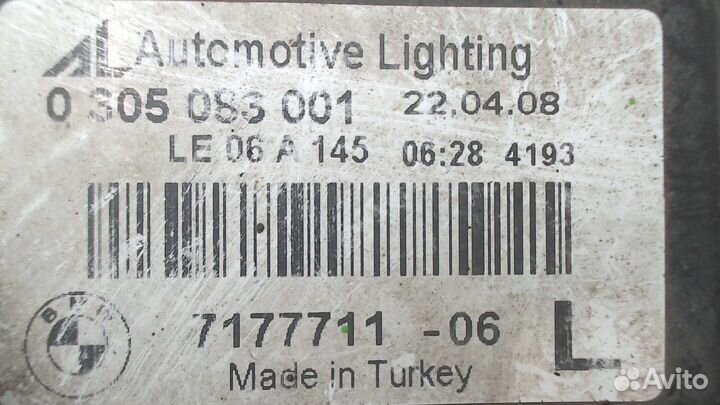 AL Automotive Lighting
0 305 083 001 22.04.08
LE 06 A 145 06:28 4193
BMW
7177711 -06 L
Made in Turkey
Avito